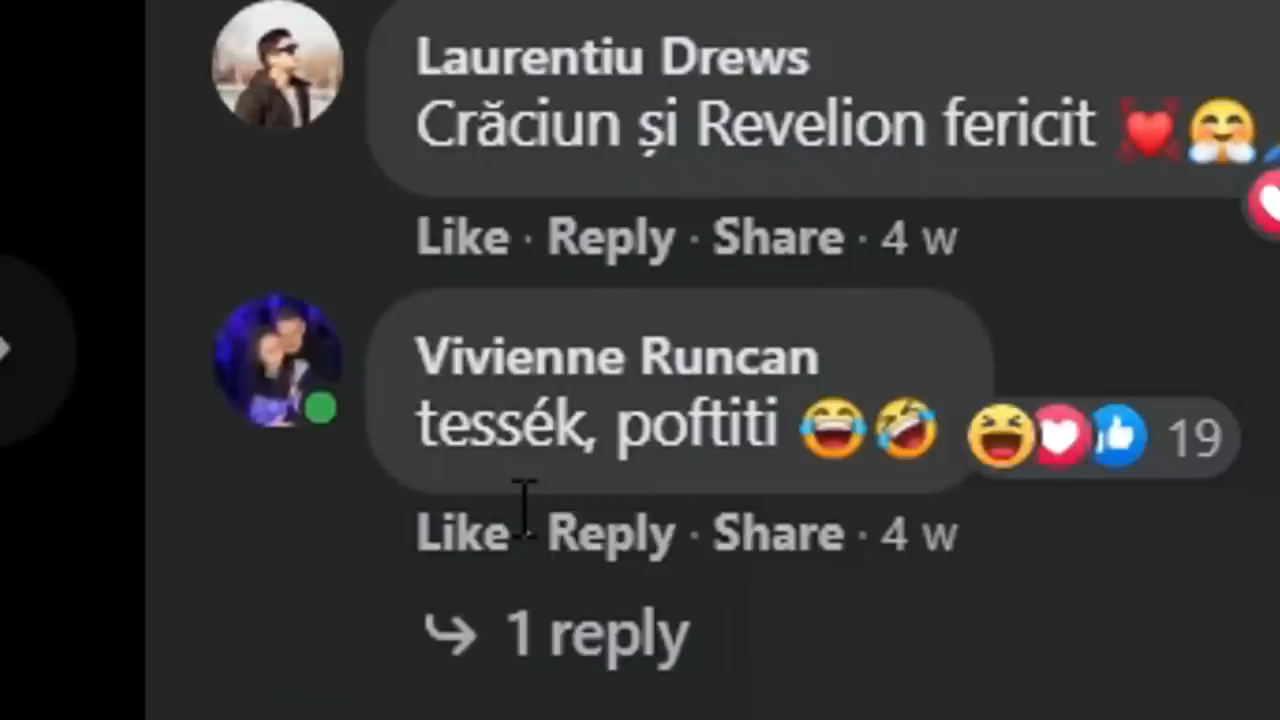 Laurentiu Drews
Crăciun și Revelion fericit 💓🤗
Like · Reply · Share · 4 w
Vivienne Runcan
tessék, poftiti 😂🤣
19
Like · Reply · Share · 4 w
1 reply